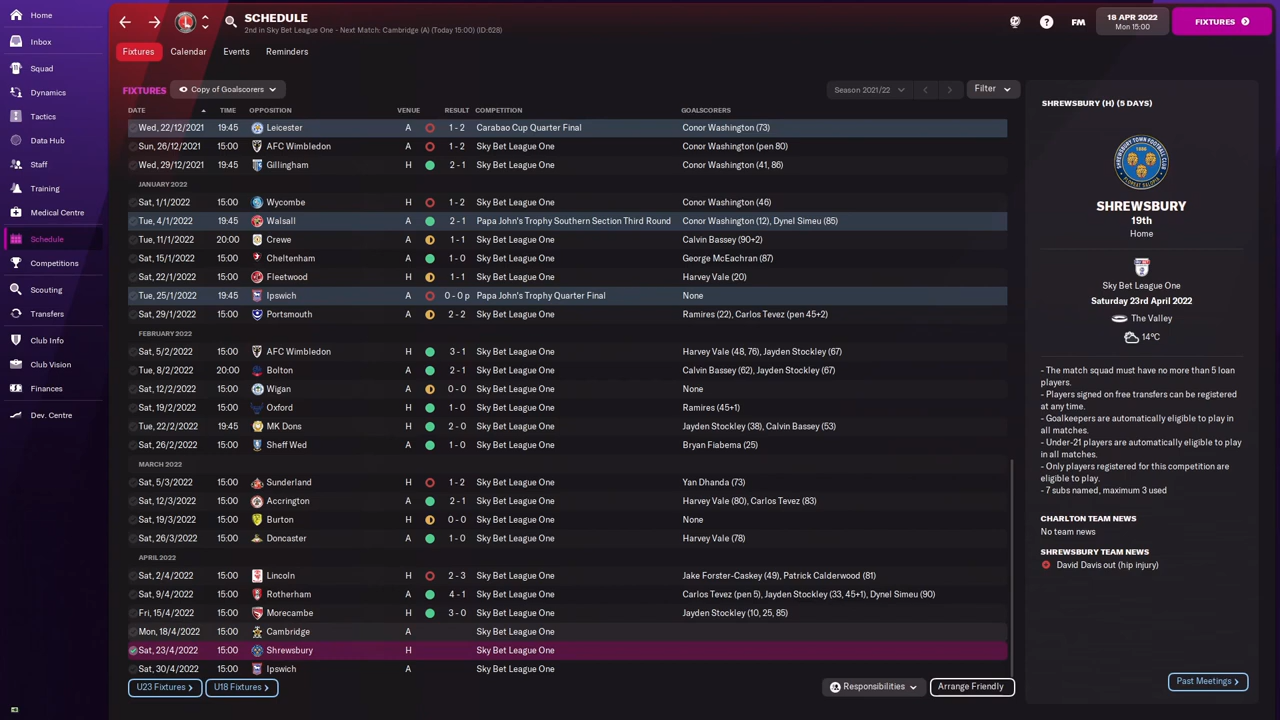 Home
Inbox
Squad
Dynamics
Tactics
Data Hub
Staff
Training
Medical Centre
Schedule
Competitions
Scouting
Transfers
Club Info
Club Vision
Finances
Dev. Centre
SCHEDULE
2nd in Sky Bet League One - Next Match: Cambridge (A) (Today 15:00) (ID:628)
FM
18 APR 2022
Mon 15:00
FIXTURES
Fixtures Calendar Events Reminders
FIXTURES Copy of Goalscorers Season 2021/22 Filter
DATE TIME OPPOSITION VENUE RESULT COMPETITION GOALSCORERS
Wed, 22/12/2021 19:45 Leicester A 1 - 2 Carabao Cup Quarter Final Conor Washington (73)
Sun, 26/12/2021 15:00 AFC Wimbledon A 1 - 2 Sky Bet League One Conor Washington (pen 80)
Wed, 29/12/2021 19:45 Gillingham H 2 - 1 Sky Bet League One Conor Washington (41, 86)
JANUARY 2022
Sat, 1/1/2022 15:00 Wycombe H 1 - 2 Sky Bet League One Conor Washington (46)
Tue, 4/1/2022 19:45 Walsall A 2 - 1 Papa John's Trophy Southern Section Third Round Conor Washington (12), Dynel Simeu (85)
Tue, 11/1/2022 20:00 Crewe A 1 - 1 Sky Bet League One Calvin Bassey (90+2)
Sat, 15/1/2022 15:00 Cheltenham A 1 - 0 Sky Bet League One George McEachran (87)
Sat, 22/1/2022 15:00 Fleetwood H 1 - 1 Sky Bet League One Harvey Vale (20)
Tue, 25/1/2022 19:45 Ipswich A 0 - 0 p Papa John's Trophy Quarter Final None
Sat, 29/1/2022 15:00 Portsmouth A 2 - 2 Sky Bet League One Ramires (22), Carlos Tevez (pen 45+2)
FEBRUARY 2022
Sat, 5/2/2022 15:00 AFC Wimbledon H 3 - 1 Sky Bet League One Harvey Vale (48, 76), Jayden Stockley (67)
Tue, 8/2/2022 20:00 Bolton A 2 - 1 Sky Bet League One Calvin Bassey (62), Jayden Stockley (67)
Sat, 12/2/2022 15:00 Wigan A 0 - 0 Sky Bet League One None
Sat, 19/2/2022 15:00 Oxford H 1 - 0 Sky Bet League One Ramires (45+1)
Tue, 22/2/2022 19:45 MK Dons H 2 - 0 Sky Bet League One Jayden Stockley (38), Calvin Bassey (53)
Sat, 26/2/2022 15:00 Sheff Wed A 1 - 0 Sky Bet League One Bryan Fiabema (25)
MARCH 2022
Sat, 5/3/2022 15:00 Sunderland H 1 - 2 Sky Bet League One Yan Dhanda (73)
Sat, 12/3/2022 15:00 Accrington A 2 - 1 Sky Bet League One Harvey Vale (80), Carlos Tevez (83)
Sat, 19/3/2022 15:00 Burton H 0 - 0 Sky Bet League One None
Sat, 26/3/2022 15:00 Doncaster A 1 - 0 Sky Bet League One Harvey Vale (78)
APRIL 2022
Sat, 2/4/2022 15:00 Lincoln H 2 - 3 Sky Bet League One Jake Forster-Caskey (49), Patrick Calderwood (81)
Sat, 9/4/2022 15:00 Rotherham A 4 - 1 Sky Bet League One Carlos Tevez (pen 5), Jayden Stockley (33, 45+1), Dynel Simeu (90)
Fri, 15/4/2022 15:00 Morecambe H 3 - 0 Sky Bet League One Jayden Stockley (10, 25, 85)
Mon, 18/4/2022 15:00 Cambridge A Sky Bet League One
Sat, 23/4/2022 15:00 Shrewsbury H Sky Bet League One
Sat, 30/4/2022 15:00 Ipswich A Sky Bet League One
U23 Fixtures U18 Fixtures Responsibilities Arrange Friendly
SHREWSBURY (H) (5 DAYS)
SHREWSBURY TOWN FOOTBALL CLUB
FLOREAT SALOPIA
SHREWSBURY
19th
Home
Sky Bet League One
Saturday 23rd April 2022
The Valley
14°C
- The match squad must have no more than 5 loan
players.
- Players signed on free transfers can be registered
at any time.
- Goalkeepers are automatically eligible to play in
all matches.
- Under-21 players are automatically eligible to play
in all matches.
- Only players registered for this competition are
eligible to play.
- 7 subs named, maximum 3 used
CHARLTON TEAM NEWS
No team news
SHREWSBURY TEAM NEWS
David Davis out (hip injury)
Past Meetings